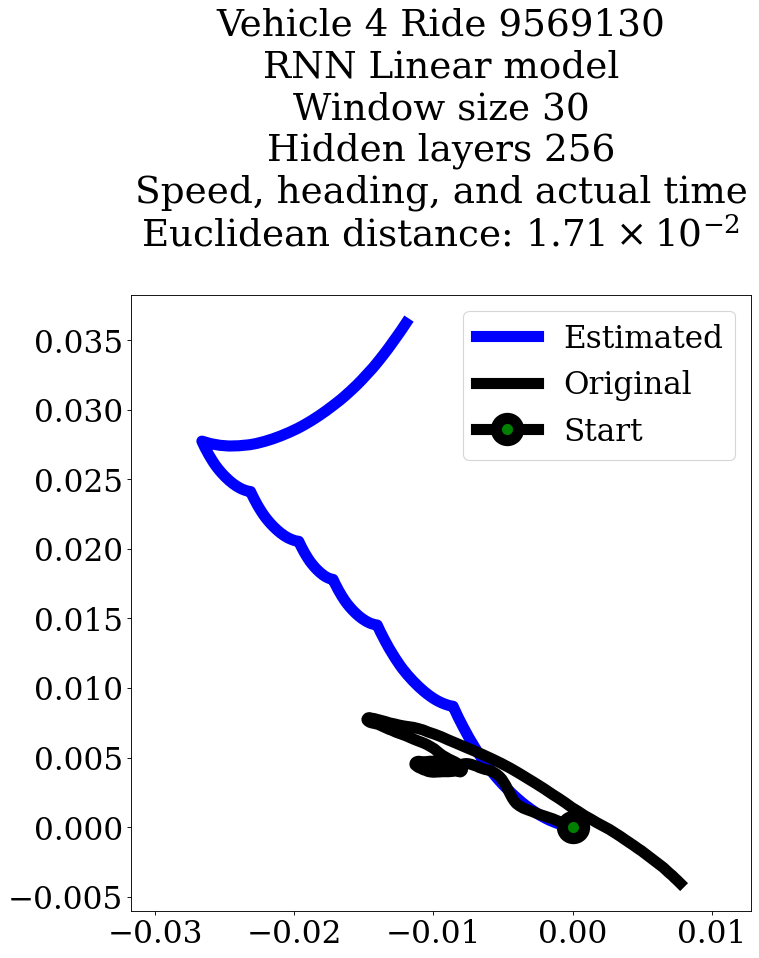 Vehicle 4 Ride 9569130
RNN Linear model
Window size 30
Hidden layers 256
Speed, heading, and actual time
Euclidean distance: 1.71 × 10⁻²
Estimated
Original
Start
0.035
0.030
0.025
0.020
0.015
0.010
0.005
0.000
−0.005
−0.03
−0.02
−0.01
0.00
0.01